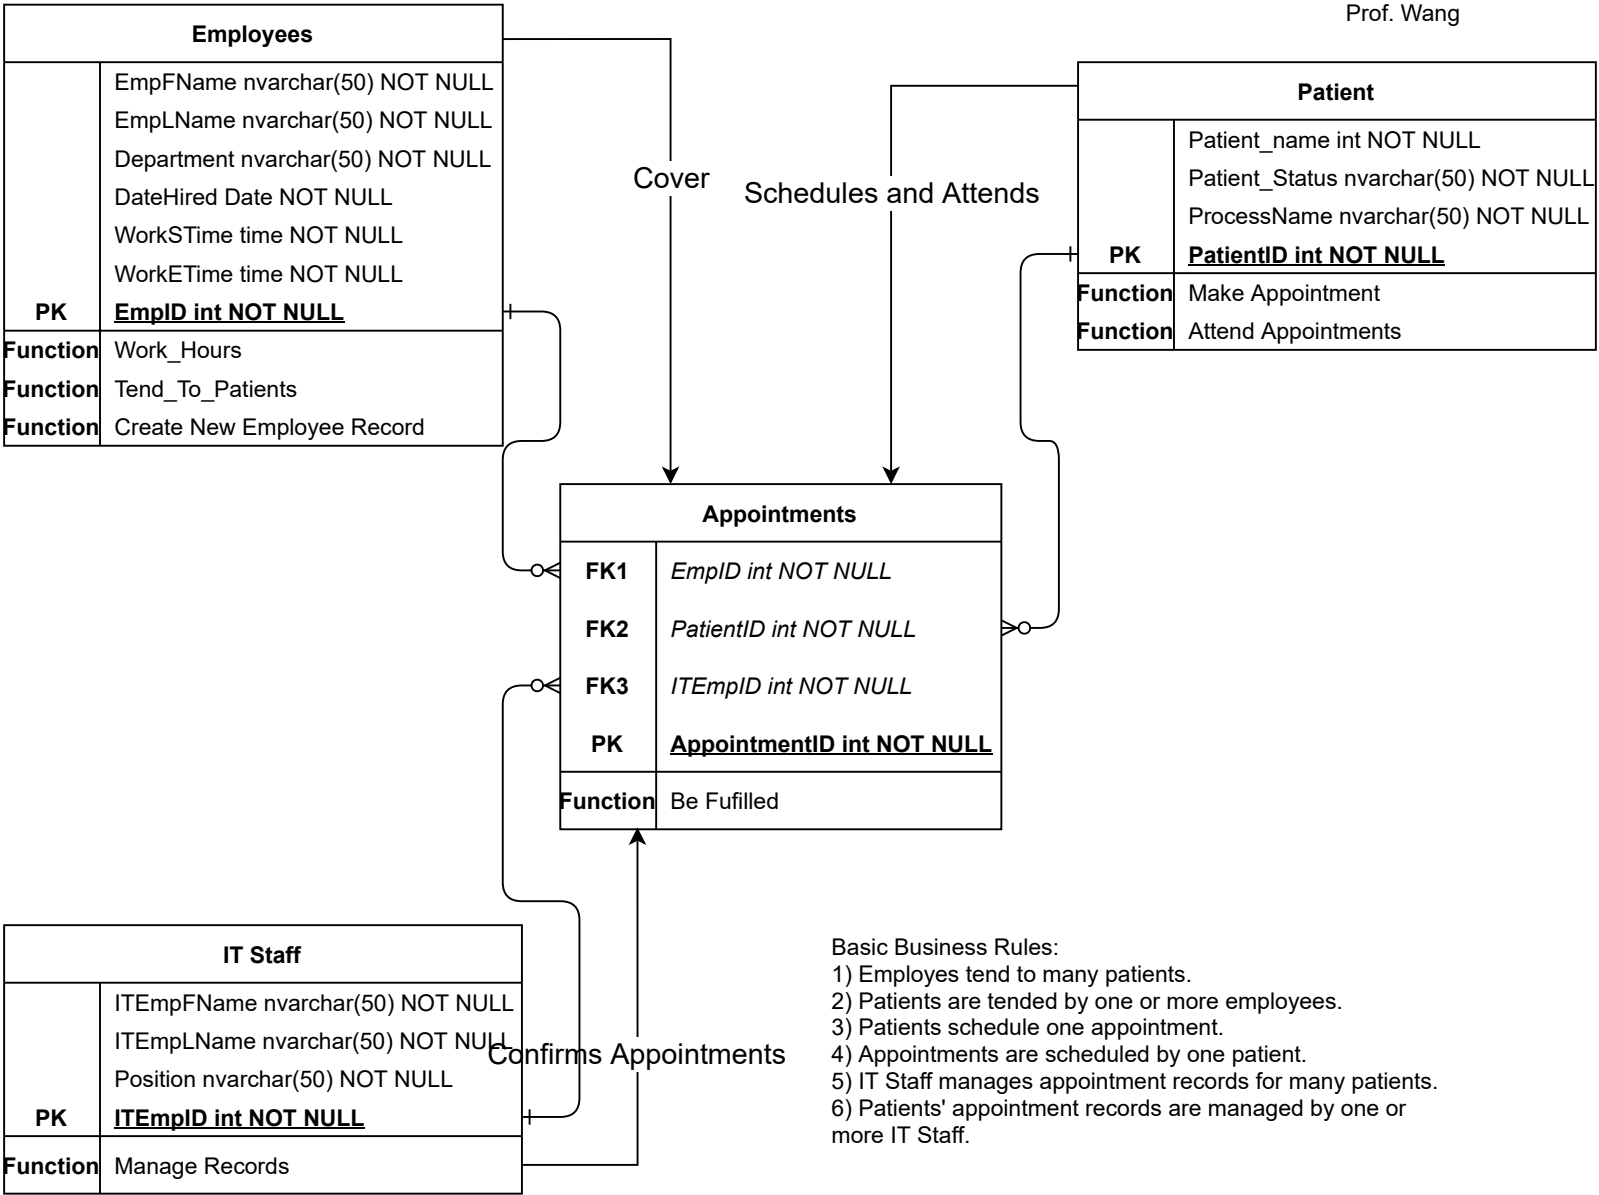 Prof. Wang
Employees
EmpFName nvarchar(50) NOT NULL
EmpLName nvarchar(50) NOT NULL
Department nvarchar(50) NOT NULL
DateHired Date NOT NULL
WorkSTime time NOT NULL
WorkETime time NOT NULL
PK EmpID int NOT NULL
Function Work_Hours
Function Tend_To_Patients
Function Create New Employee Record
Cover
Schedules and Attends
Patient
Patient_name int NOT NULL
Patient_Status nvarchar(50) NOT NULL
ProcessName nvarchar(50) NOT NULL
PK PatientID int NOT NULL
Function Make Appointment
Function Attend Appointments
Appointments
FK1 EmpID int NOT NULL
FK2 PatientID int NOT NULL
FK3 ITEmpID int NOT NULL
PK AppointmentID int NOT NULL
Function Be Fufilled
IT Staff
ITEmpFName nvarchar(50) NOT NULL
ITEmpLName nvarchar(50) NOT NULL
Position nvarchar(50) NOT NULL
PK ITEmpID int NOT NULL
Function Manage Records
Confirms Appointments
Basic Business Rules:
1) Employes tend to many patients.
2) Patients are tended by one or more employees.
3) Patients schedule one appointment.
4) Appointments are scheduled by one patient.
5) IT Staff manages appointment records for many patients.
6) Patients' appointment records are managed by one or
more IT Staff.